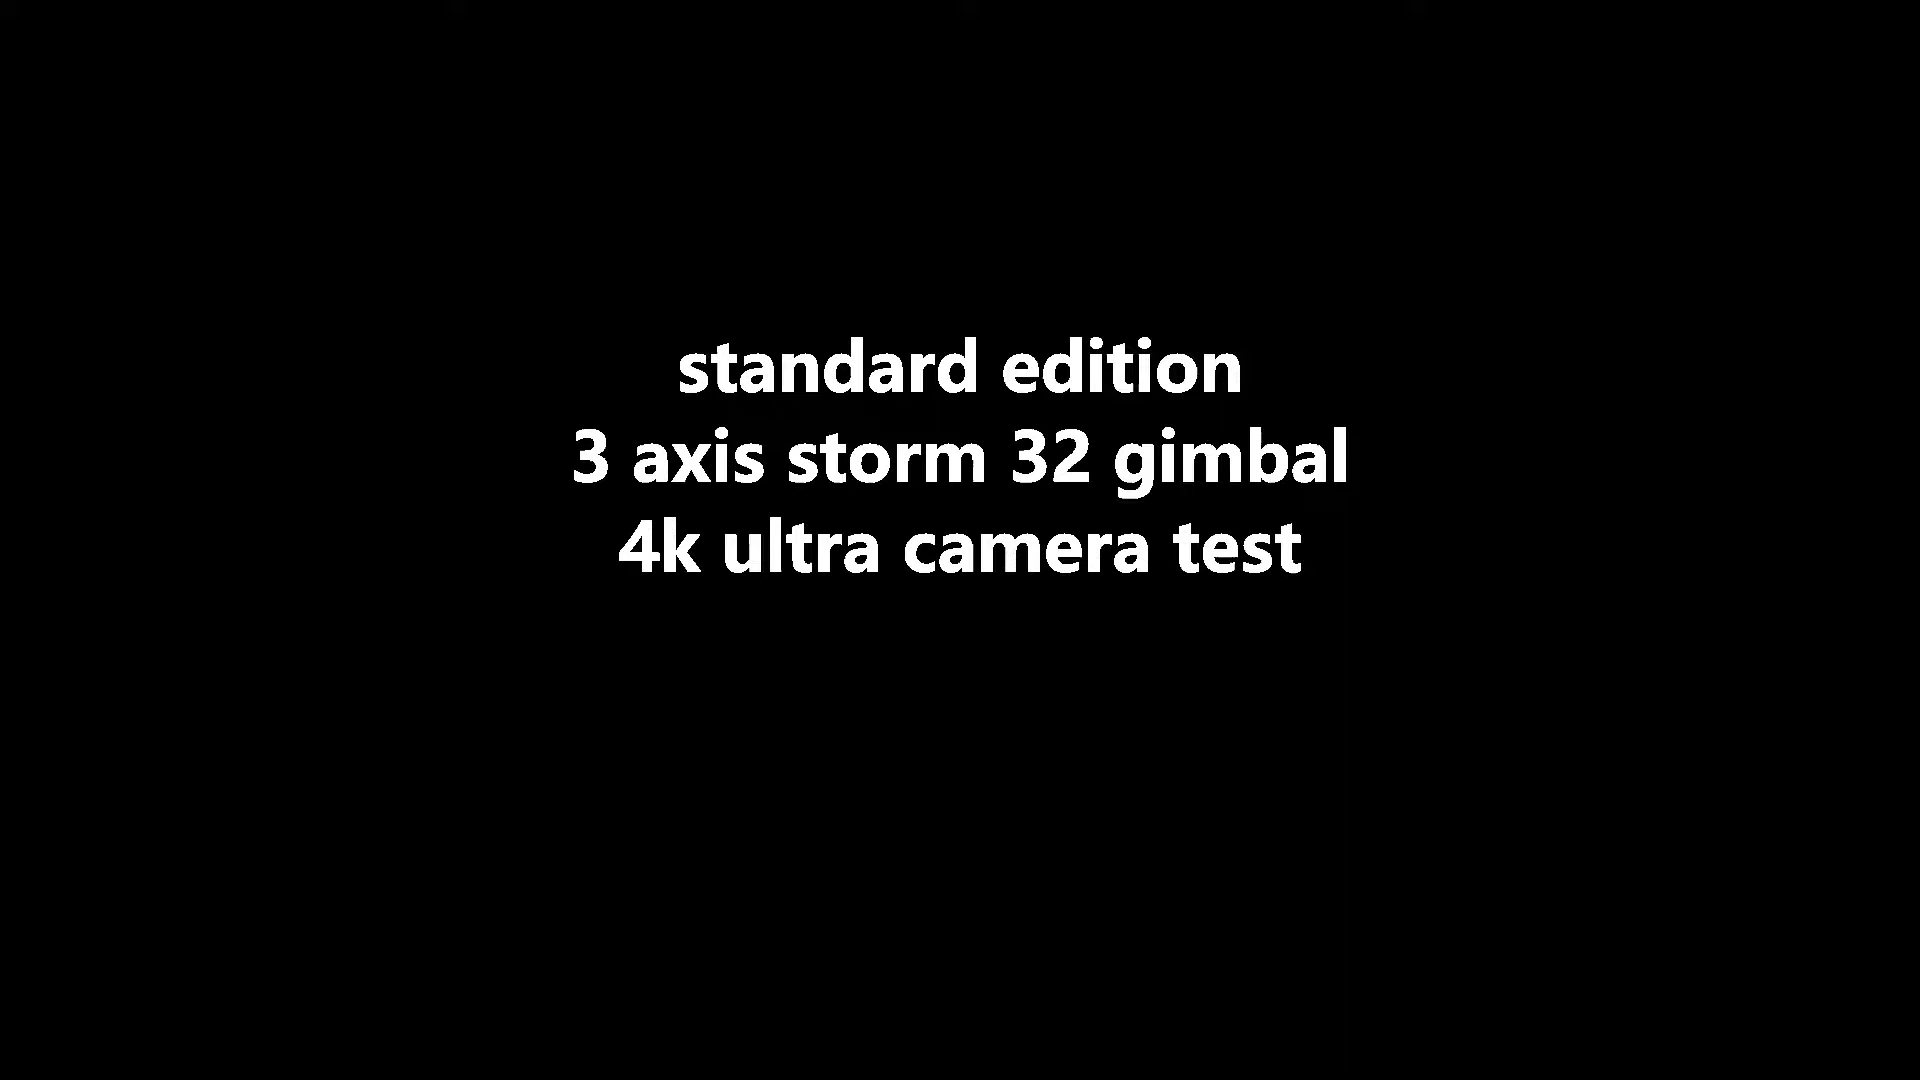 standard edition
3 axis storm 32 gimbal
4k ultra camera test